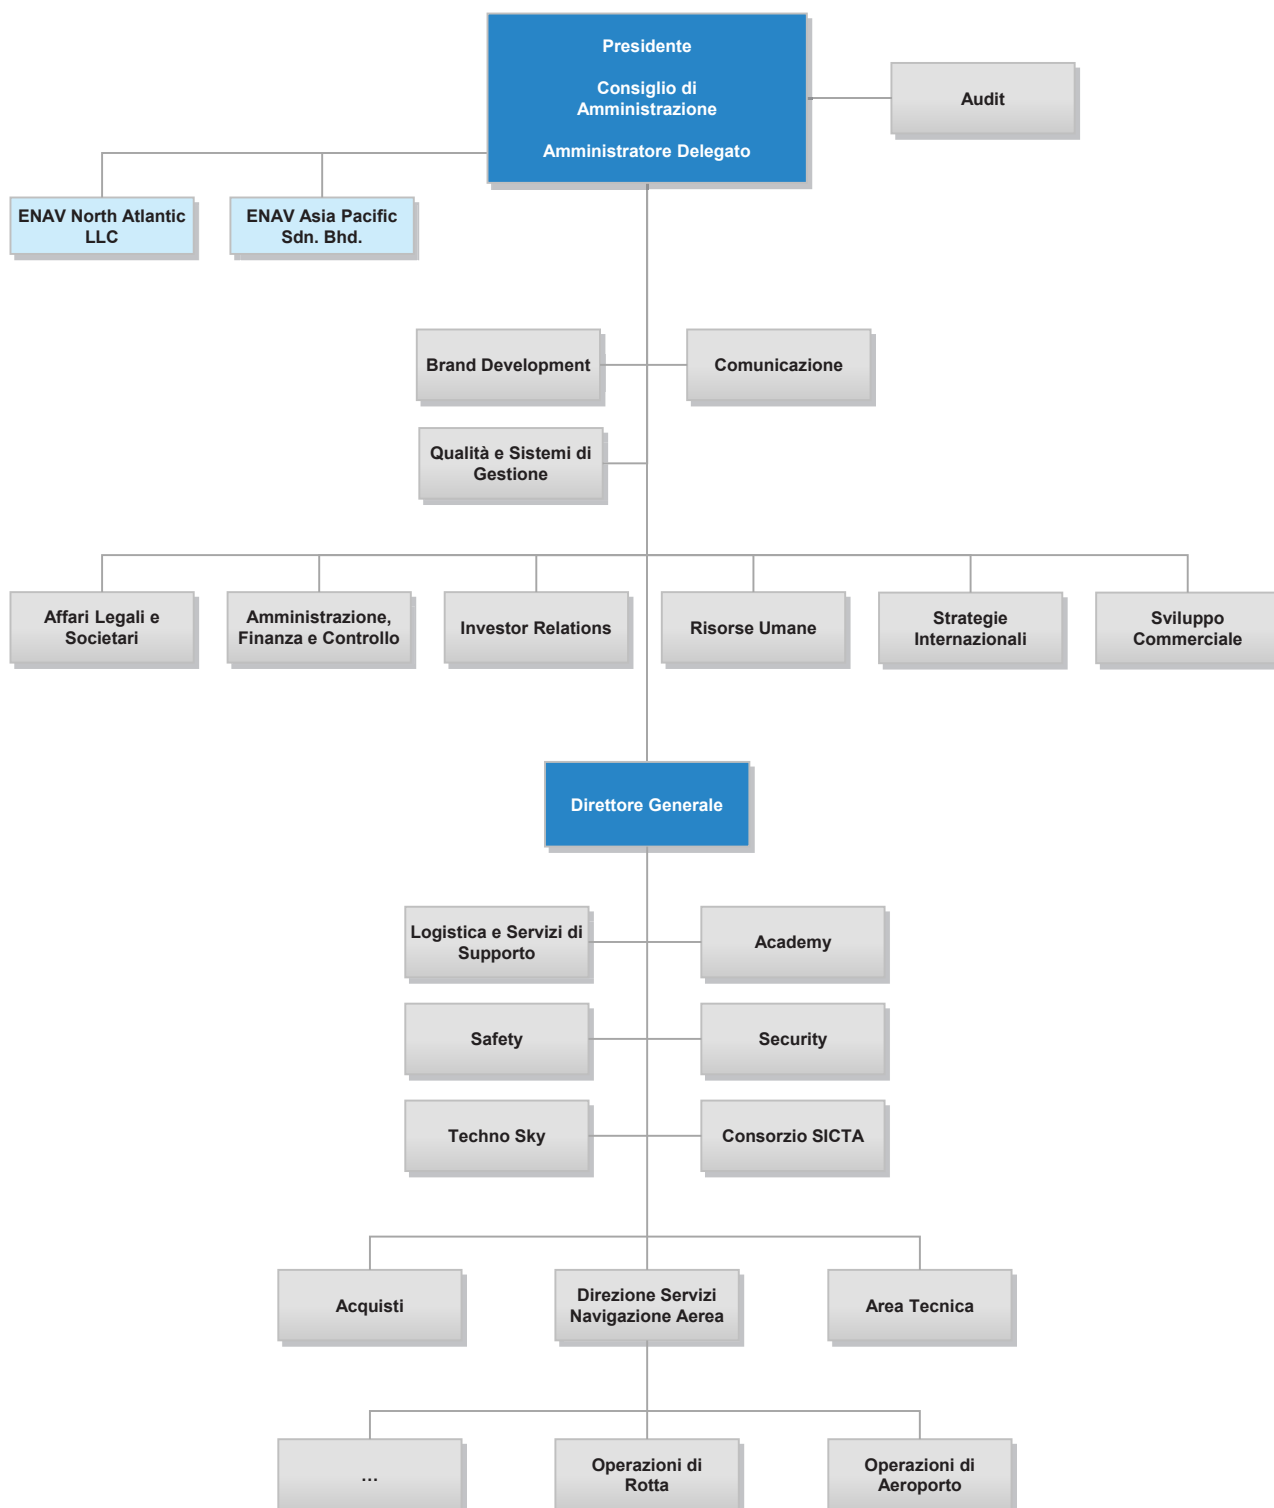 Presidente
Consiglio di
Amministrazione
Amministratore Delegato
Audit
ENAV North Atlantic
LLC
ENAV Asia Pacific
Sdn. Bhd.
Brand Development
Comunicazione
Qualità e Sistemi di
Gestione
Affari Legali e
Societari
Amministrazione,
Finanza e Controllo
Investor Relations
Risorse Umane
Strategie
Internazionali
Sviluppo
Commerciale
Direttore Generale
Logistica e Servizi di
Supporto
Academy
Safety
Security
Techno Sky
Consorzio SICTA
Acquisti
Direzione Servizi
Navigazione Aerea
Area Tecnica
...
Operazioni di
Rotta
Operazioni di
Aeroporto